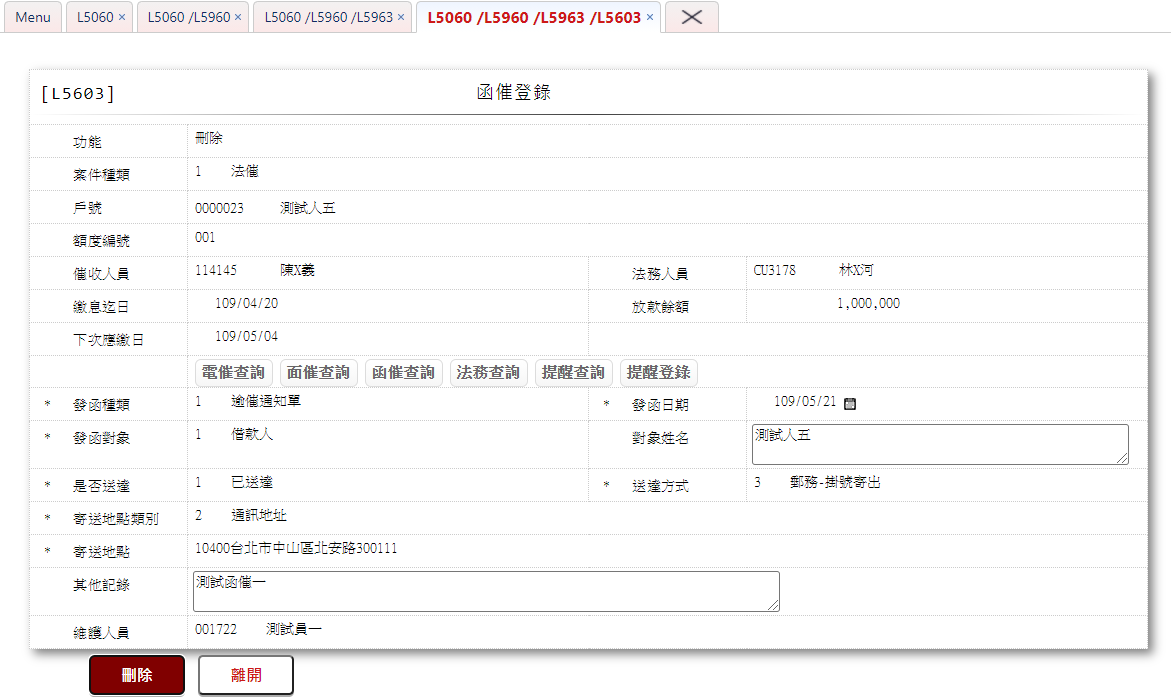 Menu L5060 × L5060 /L5960 × L5060 /L5960 /L5963 × L5060 /L5960 /L5963 /L5603 ×
[L5603] 函催登錄
功能 刪除
案件種類 1 法催
戶號 0000023 測試人五
額度編號 001
催收人員 114145 陳X義 法務人員 CU3178 林X河
繳息迄日 109/04/20 放款餘額 1,000,000
下次應繳日 109/05/04
電催查詢 面催查詢 函催查詢 法務查詢 提醒查詢 提醒登錄
* 發函種類 1 逾催通知單 * 發函日期 109/05/21
* 發函對象 1 借款人 對象姓名 測試人五
* 是否送達 1 已送達 * 送達方式 3 郵務-掛號寄出
* 寄送地點類別 2 通訊地址
* 寄送地點 10400台北市中山區北安路300111
其他記錄 測試函催一
維護人員 001722 測試員一
刪除 離開